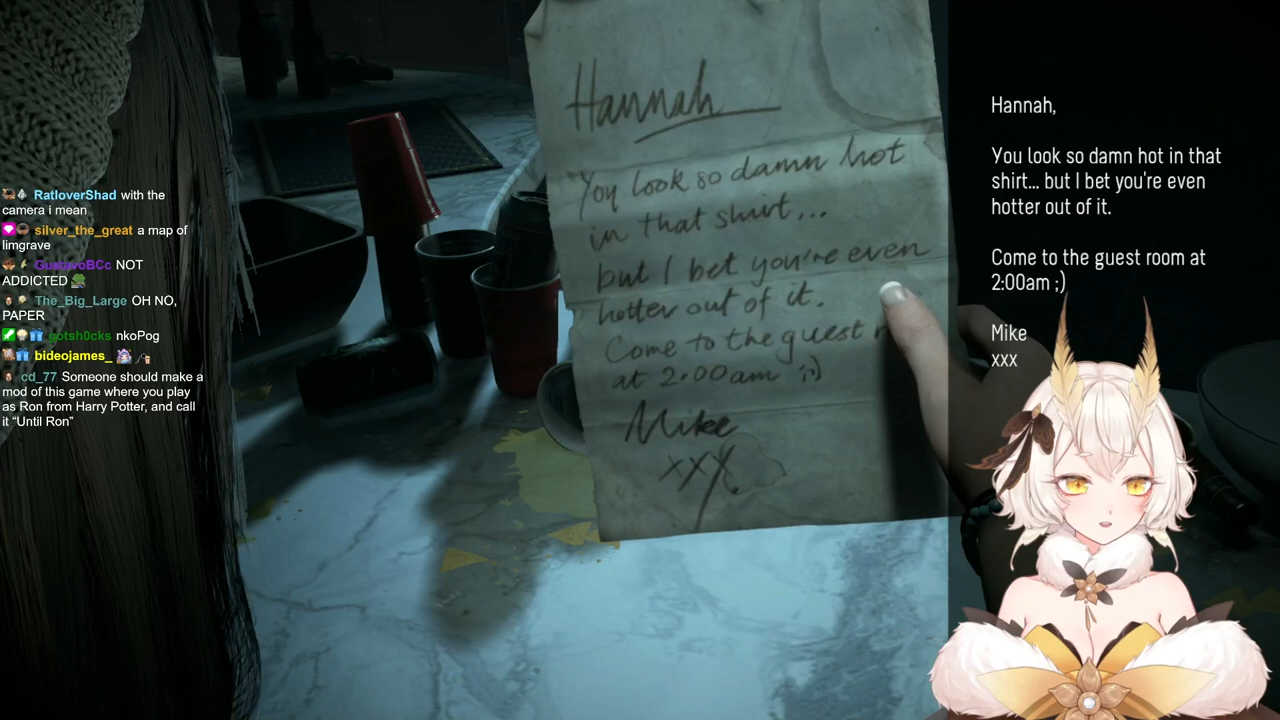 RatloverShad with the
camera i mean
silver_the_great a map of
limgrave
GustavoBCc NOT
ADDICTED
The_Big_Large OH NO,
PAPER
gotsh0cks nkoPog
bideojames_
cd_77 Someone should make a
mod of this game where you play
as Ron from Harry Potter, and call
it “Until Ron”
Hannah
You look so damn hot
in that shirt...
but I bet you're even
hotter out of it.
Come to the guest r
at 2:00am ;)
Mike
xxx.
Hannah,
You look so damn hot in that
shirt... but I bet you're even
hotter out of it.
Come to the guest room at
2:00am ;)
Mike
xxx